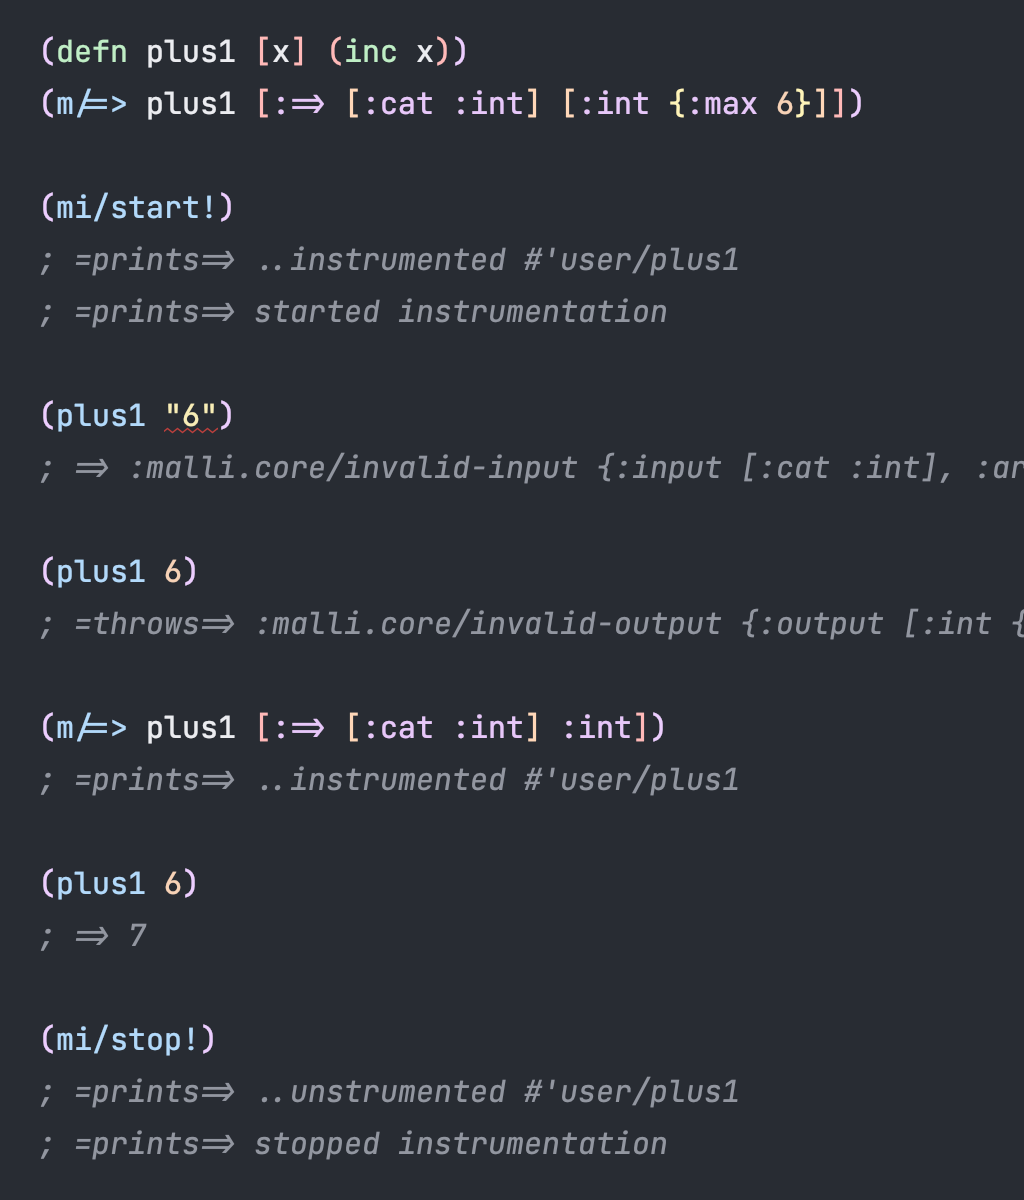 (defn plus1 [x] (inc x))
(m/=> plus1 [:=> [:cat :int] [:int {:max 6}]])
(mi/start!)
; =prints=> ..instrumented #'user/plus1
; =prints=> started instrumentation
(plus1 "6")
; => :malli.core/invalid-input {:input [:cat :int], :ar
(plus1 6)
; =throws=> :malli.core/invalid-output {:output [:int {
(m/=> plus1 [:=> [:cat :int] :int])
; =prints=> ..instrumented #'user/plus1
(plus1 6)
; => 7
(mi/stop!)
; =prints=> ..unstrumented #'user/plus1
; =prints=> stopped instrumentation